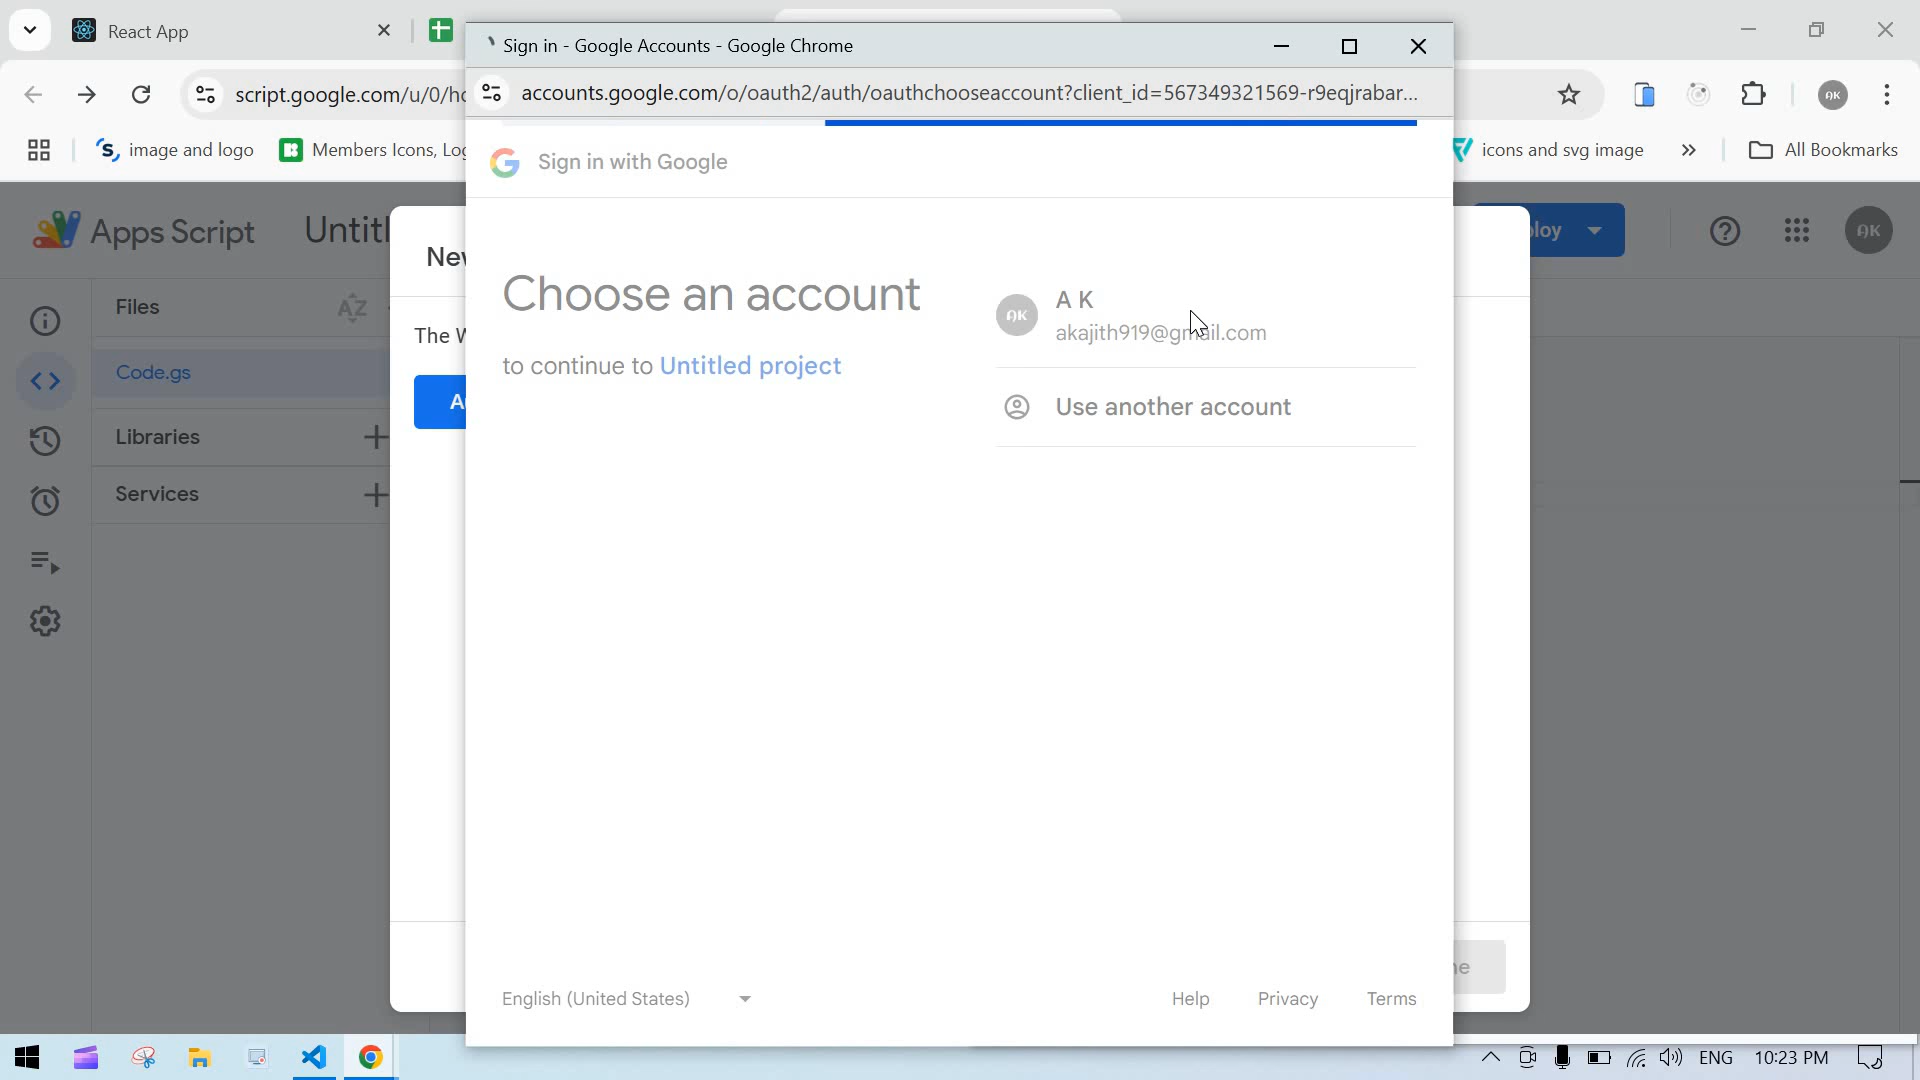 React App
Sign in - Google Accounts - Google Chrome
script.google.com/u/0/ho
accounts.google.com/o/oauth2/auth/oauthchooseaccount?client_id=567349321569-r9eqjrabar...
AK
image and logo
Members Icons, Log
icons and svg image
All Bookmarks
Sign in with Google
Apps Script
Untitl
ploy
AK
New
Files
Choose an account
A K
AK
akajith919@gmail.com
The W
to continue to Untitled project
Code.gs
Au
Use another account
Libraries
Services
ne
English (United States)
Help
Privacy
Terms
ENG
10:23 PM